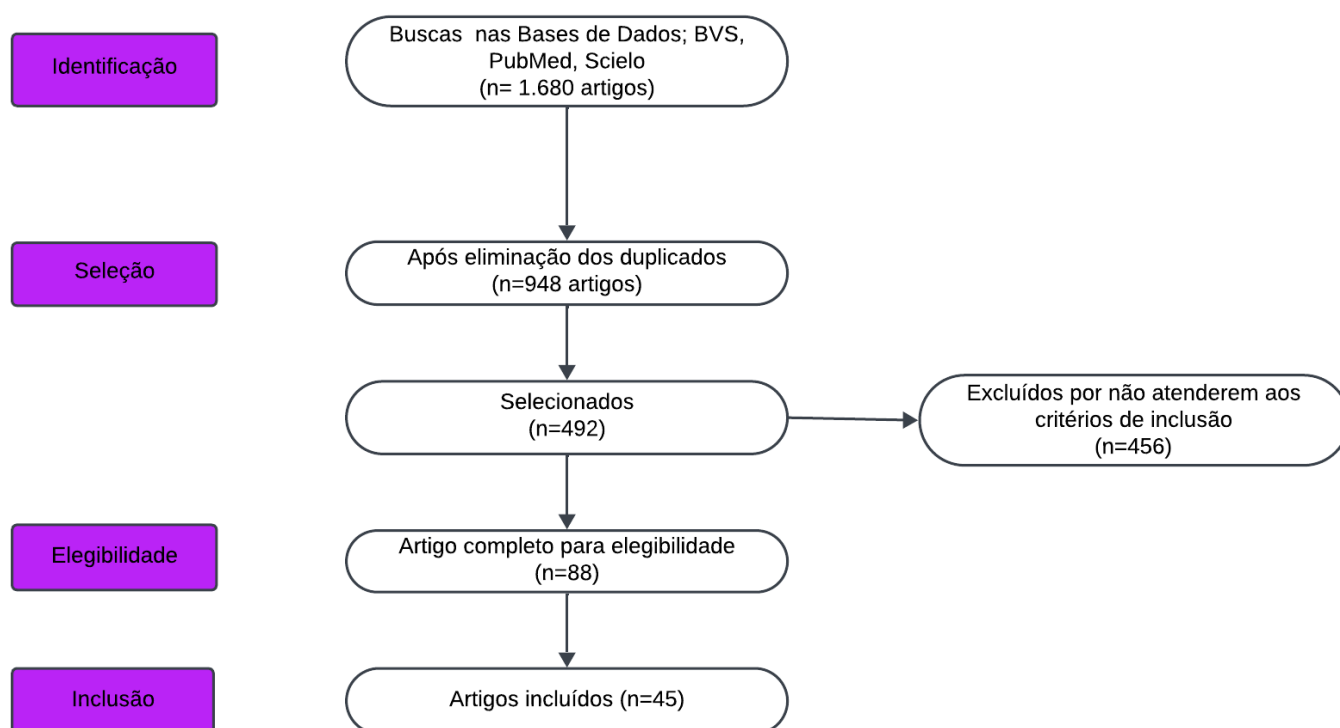 Identificação
Buscas nas Bases de Dados; BVS,
PubMed, Scielo
(n= 1.680 artigos)
Seleção
Após eliminação dos duplicados
(n=948 artigos)
Selecionados
(n=492)
Excluídos por não atenderem aos
critérios de inclusão
(n=456)
Elegibilidade
Artigo completo para elegibilidade
(n=88)
Inclusão
Artigos incluídos (n=45)